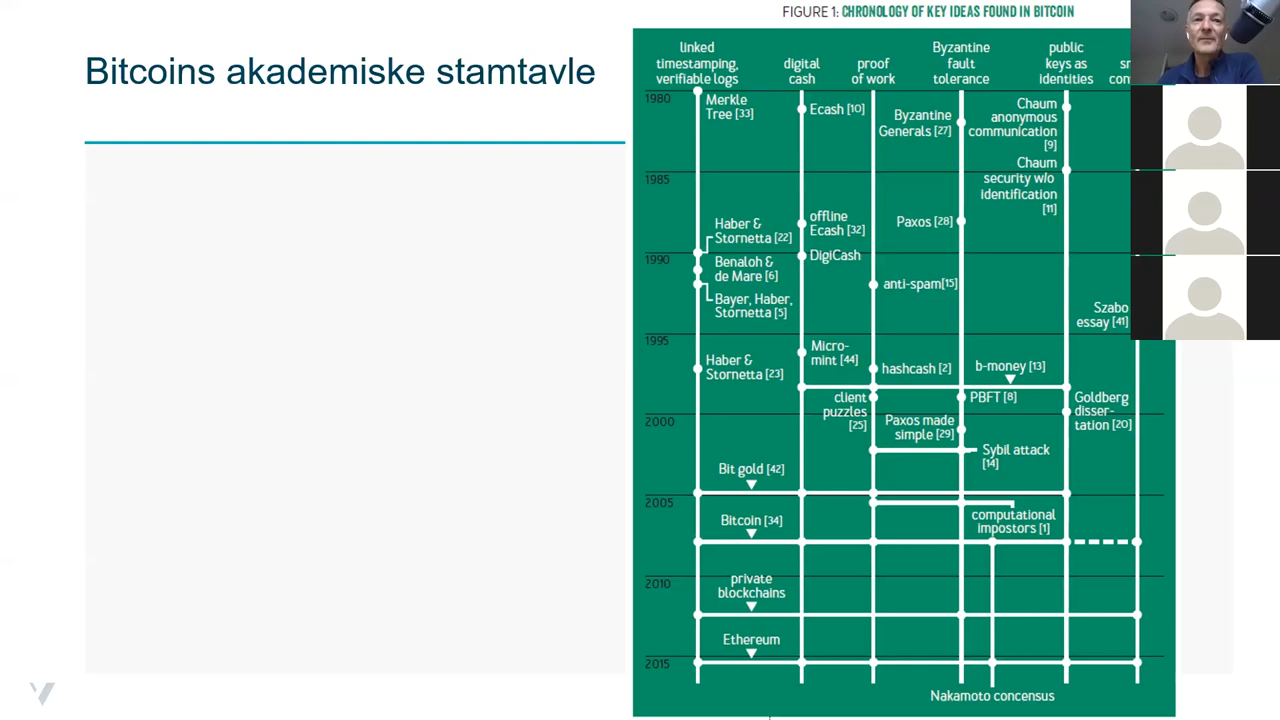 FIGURE 1: CHRONOLOGY OF KEY IDEAS FOUND IN BITCOIN
Bitcoins akademiske stamtavle
linked
timestamping,
verifiable logs
digital
cash
proof
of work
Byzantine
fault
tolerance
public
keys as
identities
1980
Merkle
Tree [33]
Ecash [10]
Byzantine
Generals [27]
Chaum
anonymous
communication
[9]
Chaum
security w/o
identification
[11]
1985
Haber &
Stornetta [22]
offline
Ecash [32]
Paxos [28]
1990
DigiCash
Benaloh &
de Mare [6]
anti-spam[15]
Bayer, Haber,
Stornetta [5]
Szabo
essay [41]
1995
Micro-
mint [44]
Haber &
Stornetta [23]
hashcash [2]
b-money [13]
client
puzzles
[25]
PBFT [8]
Goldberg
disser-
tation [20]
2000
Paxos made
simple [29]
Sybil attack
[14]
Bit gold [42]
2005
computational
impostors [1]
Bitcoin [34]
2010
private
blockchains
Ethereum
2015
Nakamoto concensus